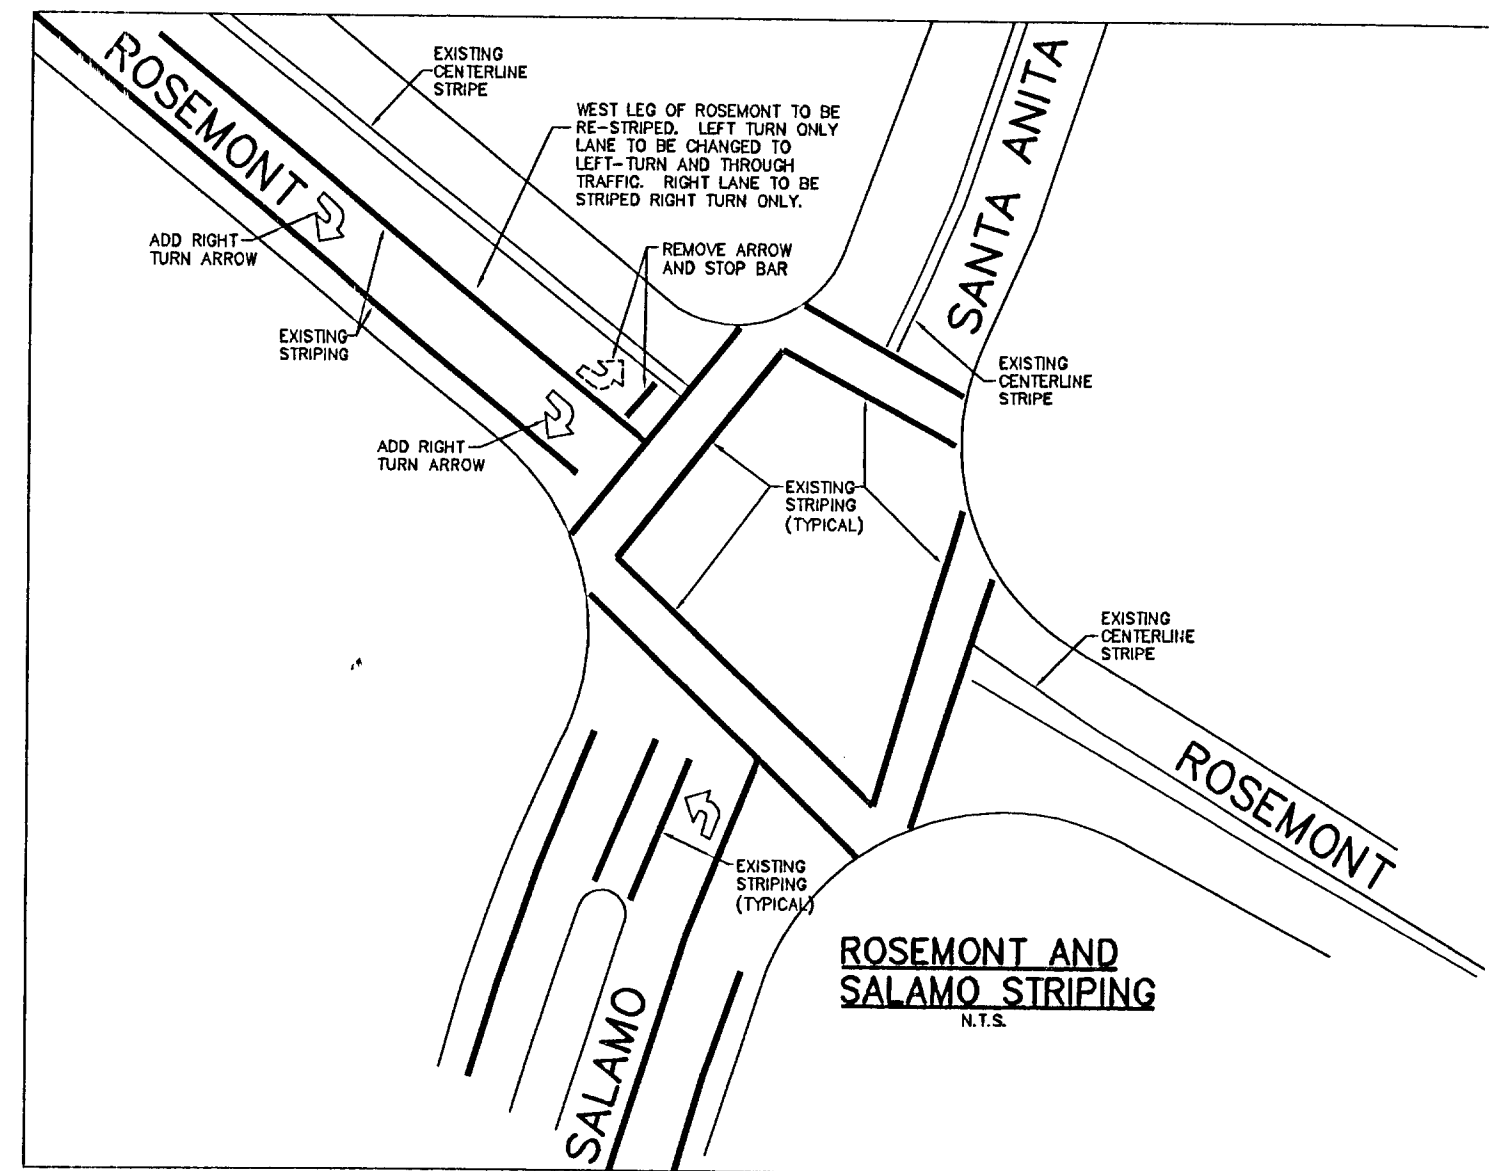 ROSEMONT
EXISTING
CENTERLINE
STRIPE
SANTA ANITA
WEST LEG OF ROSEMONT TO BE
RE-STRIPED. LEFT TURN ONLY
LANE TO BE CHANGED TO
LEFT-TURN AND THROUGH
TRAFFIC. RIGHT LANE TO BE
STRIPED RIGHT TURN ONLY.
ADD RIGHT
TURN ARROW
REMOVE ARROW
AND STOP BAR
EXISTING
STRIPING
EXISTING
CENTERLINE
STRIPE
ADD RIGHT
TURN ARROW
EXISTING
STRIPING
(TYPICAL)
EXISTING
CENTERLINE
STRIPE
ROSEMONT
EXISTING
STRIPING
(TYPICAL)
SALAMO
ROSEMONT AND
SALAMO STRIPING
N.T.S.